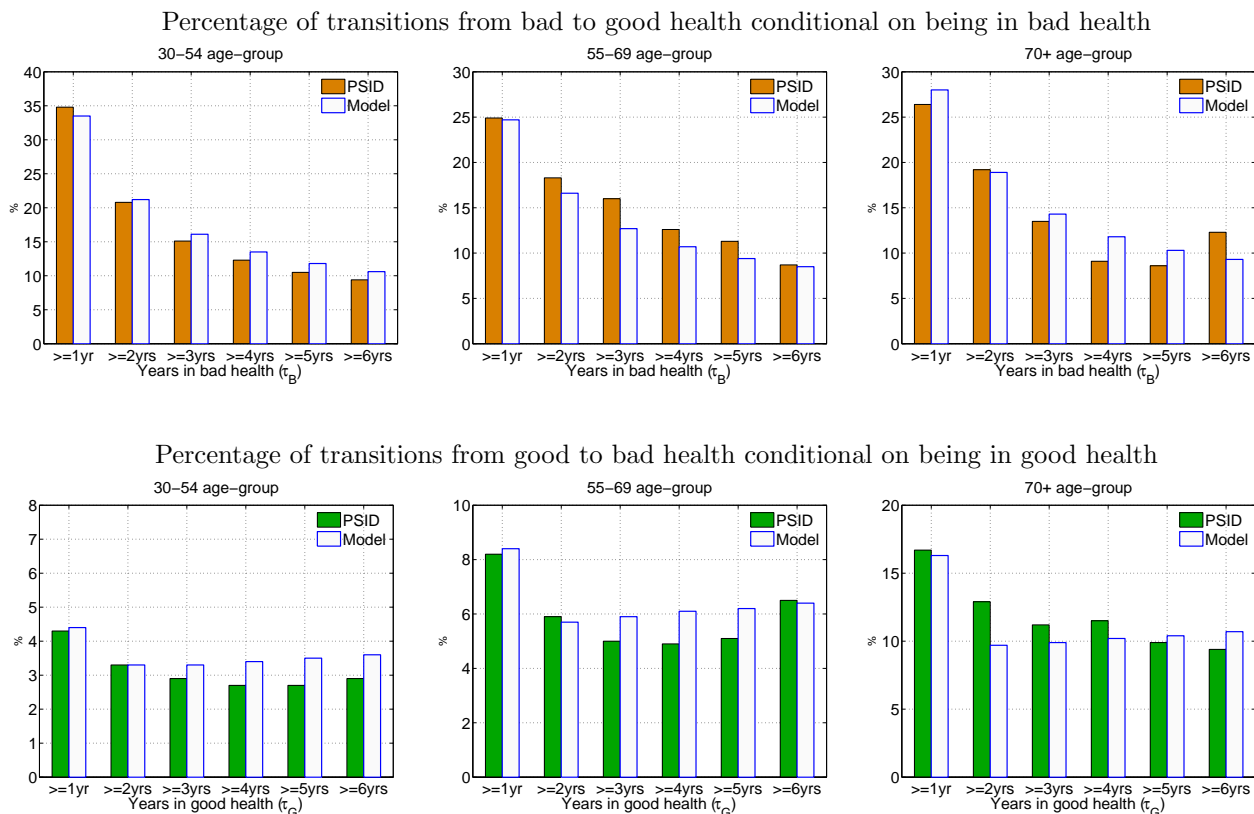 Percentage of transitions from bad to good health conditional on being in bad health
30−54 age−group
40
35
30
25
20
15
10
5
0
%
PSID
Model
>=1yr >=2yrs >=3yrs >=4yrs >=5yrs >=6yrs
Years in bad health (τB)
55−69 age−group
30
25
20
15
10
5
0
%
PSID
Model
>=1yr >=2yrs >=3yrs >=4yrs >=5yrs >=6yrs
Years in bad health (τB)
70+ age−group
30
25
20
15
10
5
0
%
PSID
Model
>=1yr >=2yrs >=3yrs >=4yrs >=5yrs >=6yrs
Years in bad health (τB)
Percentage of transitions from good to bad health conditional on being in good health
30−54 age−group
8
7
6
5
4
3
2
1
0
%
PSID
Model
>=1yr >=2yrs >=3yrs >=4yrs >=5yrs >=6yrs
Years in good health (τG)
55−69 age−group
10
8
6
4
2
0
%
PSID
Model
>=1yr >=2yrs >=3yrs >=4yrs >=5yrs >=6yrs
Years in good health (τG)
70+ age−group
20
15
10
5
0
%
PSID
Model
>=1yr >=2yrs >=3yrs >=4yrs >=5yrs >=6yrs
Years in good health (τG)